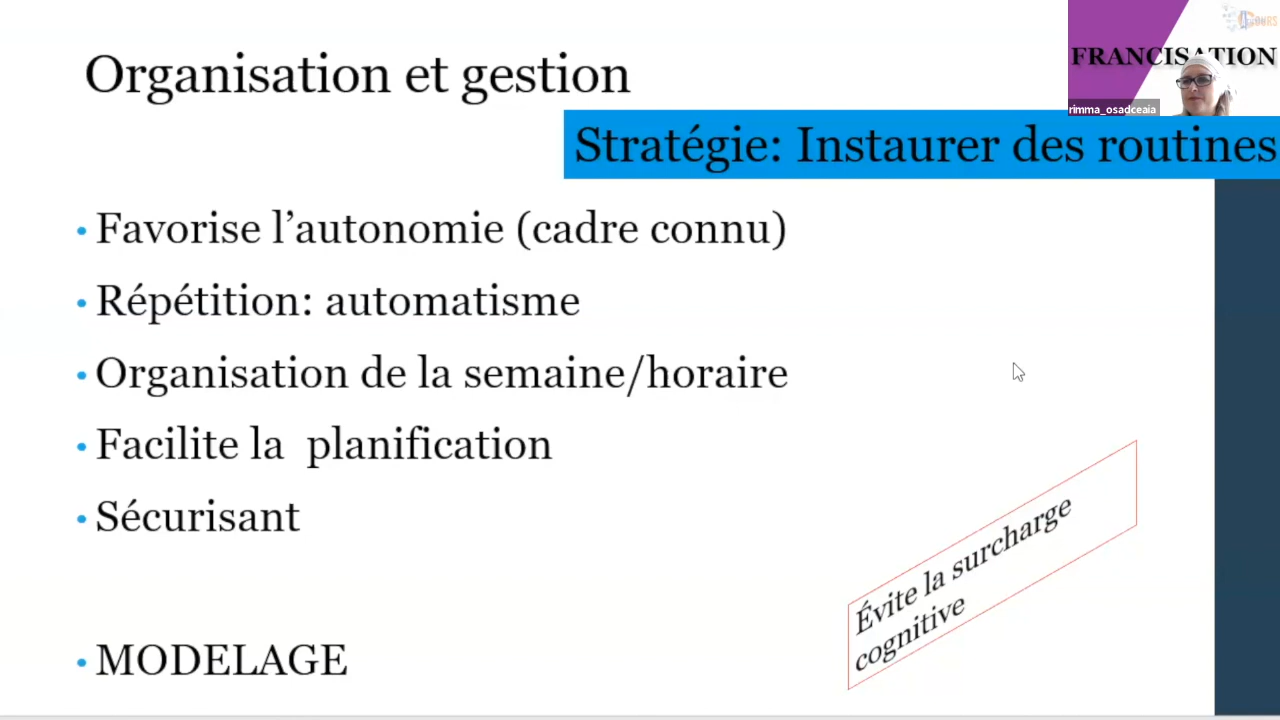 Organisation et gestion
FRANCISATION
rimma_osadceaia
Stratégie: Instaurer des routines
• Favorise l’autonomie (cadre connu)
• Répétition: automatisme
• Organisation de la semaine/horaire
• Facilite la planification
• Sécurisant
Évite la surcharge
cognitive
• MODELAGE